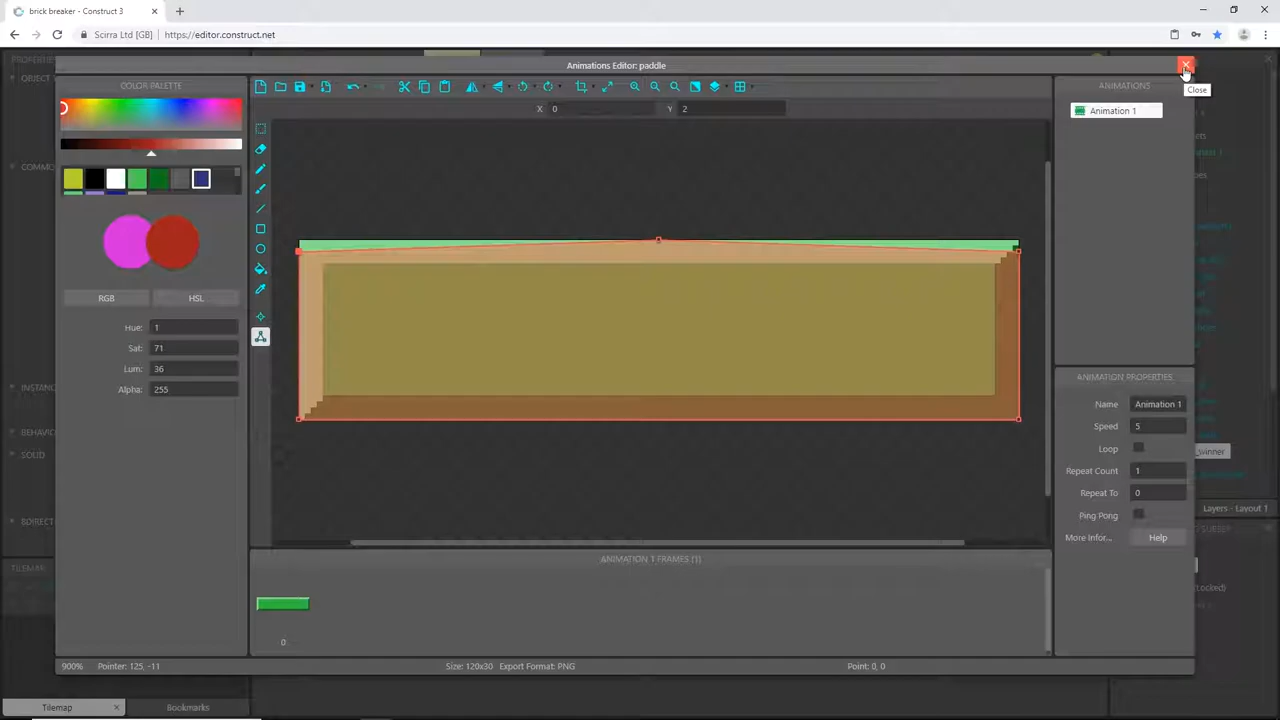 brick breaker - Construct 3
Scirra Ltd [GB]
https://editor.construct.net
Animations Editor: paddle
Close
COLOR PALETTE
X 0
Y 2
ANIMATIONS
Animation 1
RGB
HSL
Hue: 1
Sat: 71
Lum: 36
Alpha: 255
ANIMATION PROPERTIES
Name Animation 1
Speed 5
Loop
Repeat Count 1
Repeat To 0
Ping Pong
More Infor... Help
ANIMATION 1 FRAMES (1)
0
900%
Pointer: 125, -11
Size: 120x30
Export Format: PNG
Point: 0, 0
Layers - Layout 1
SOLID
TILEMAP
Tilemap
Bookmarks